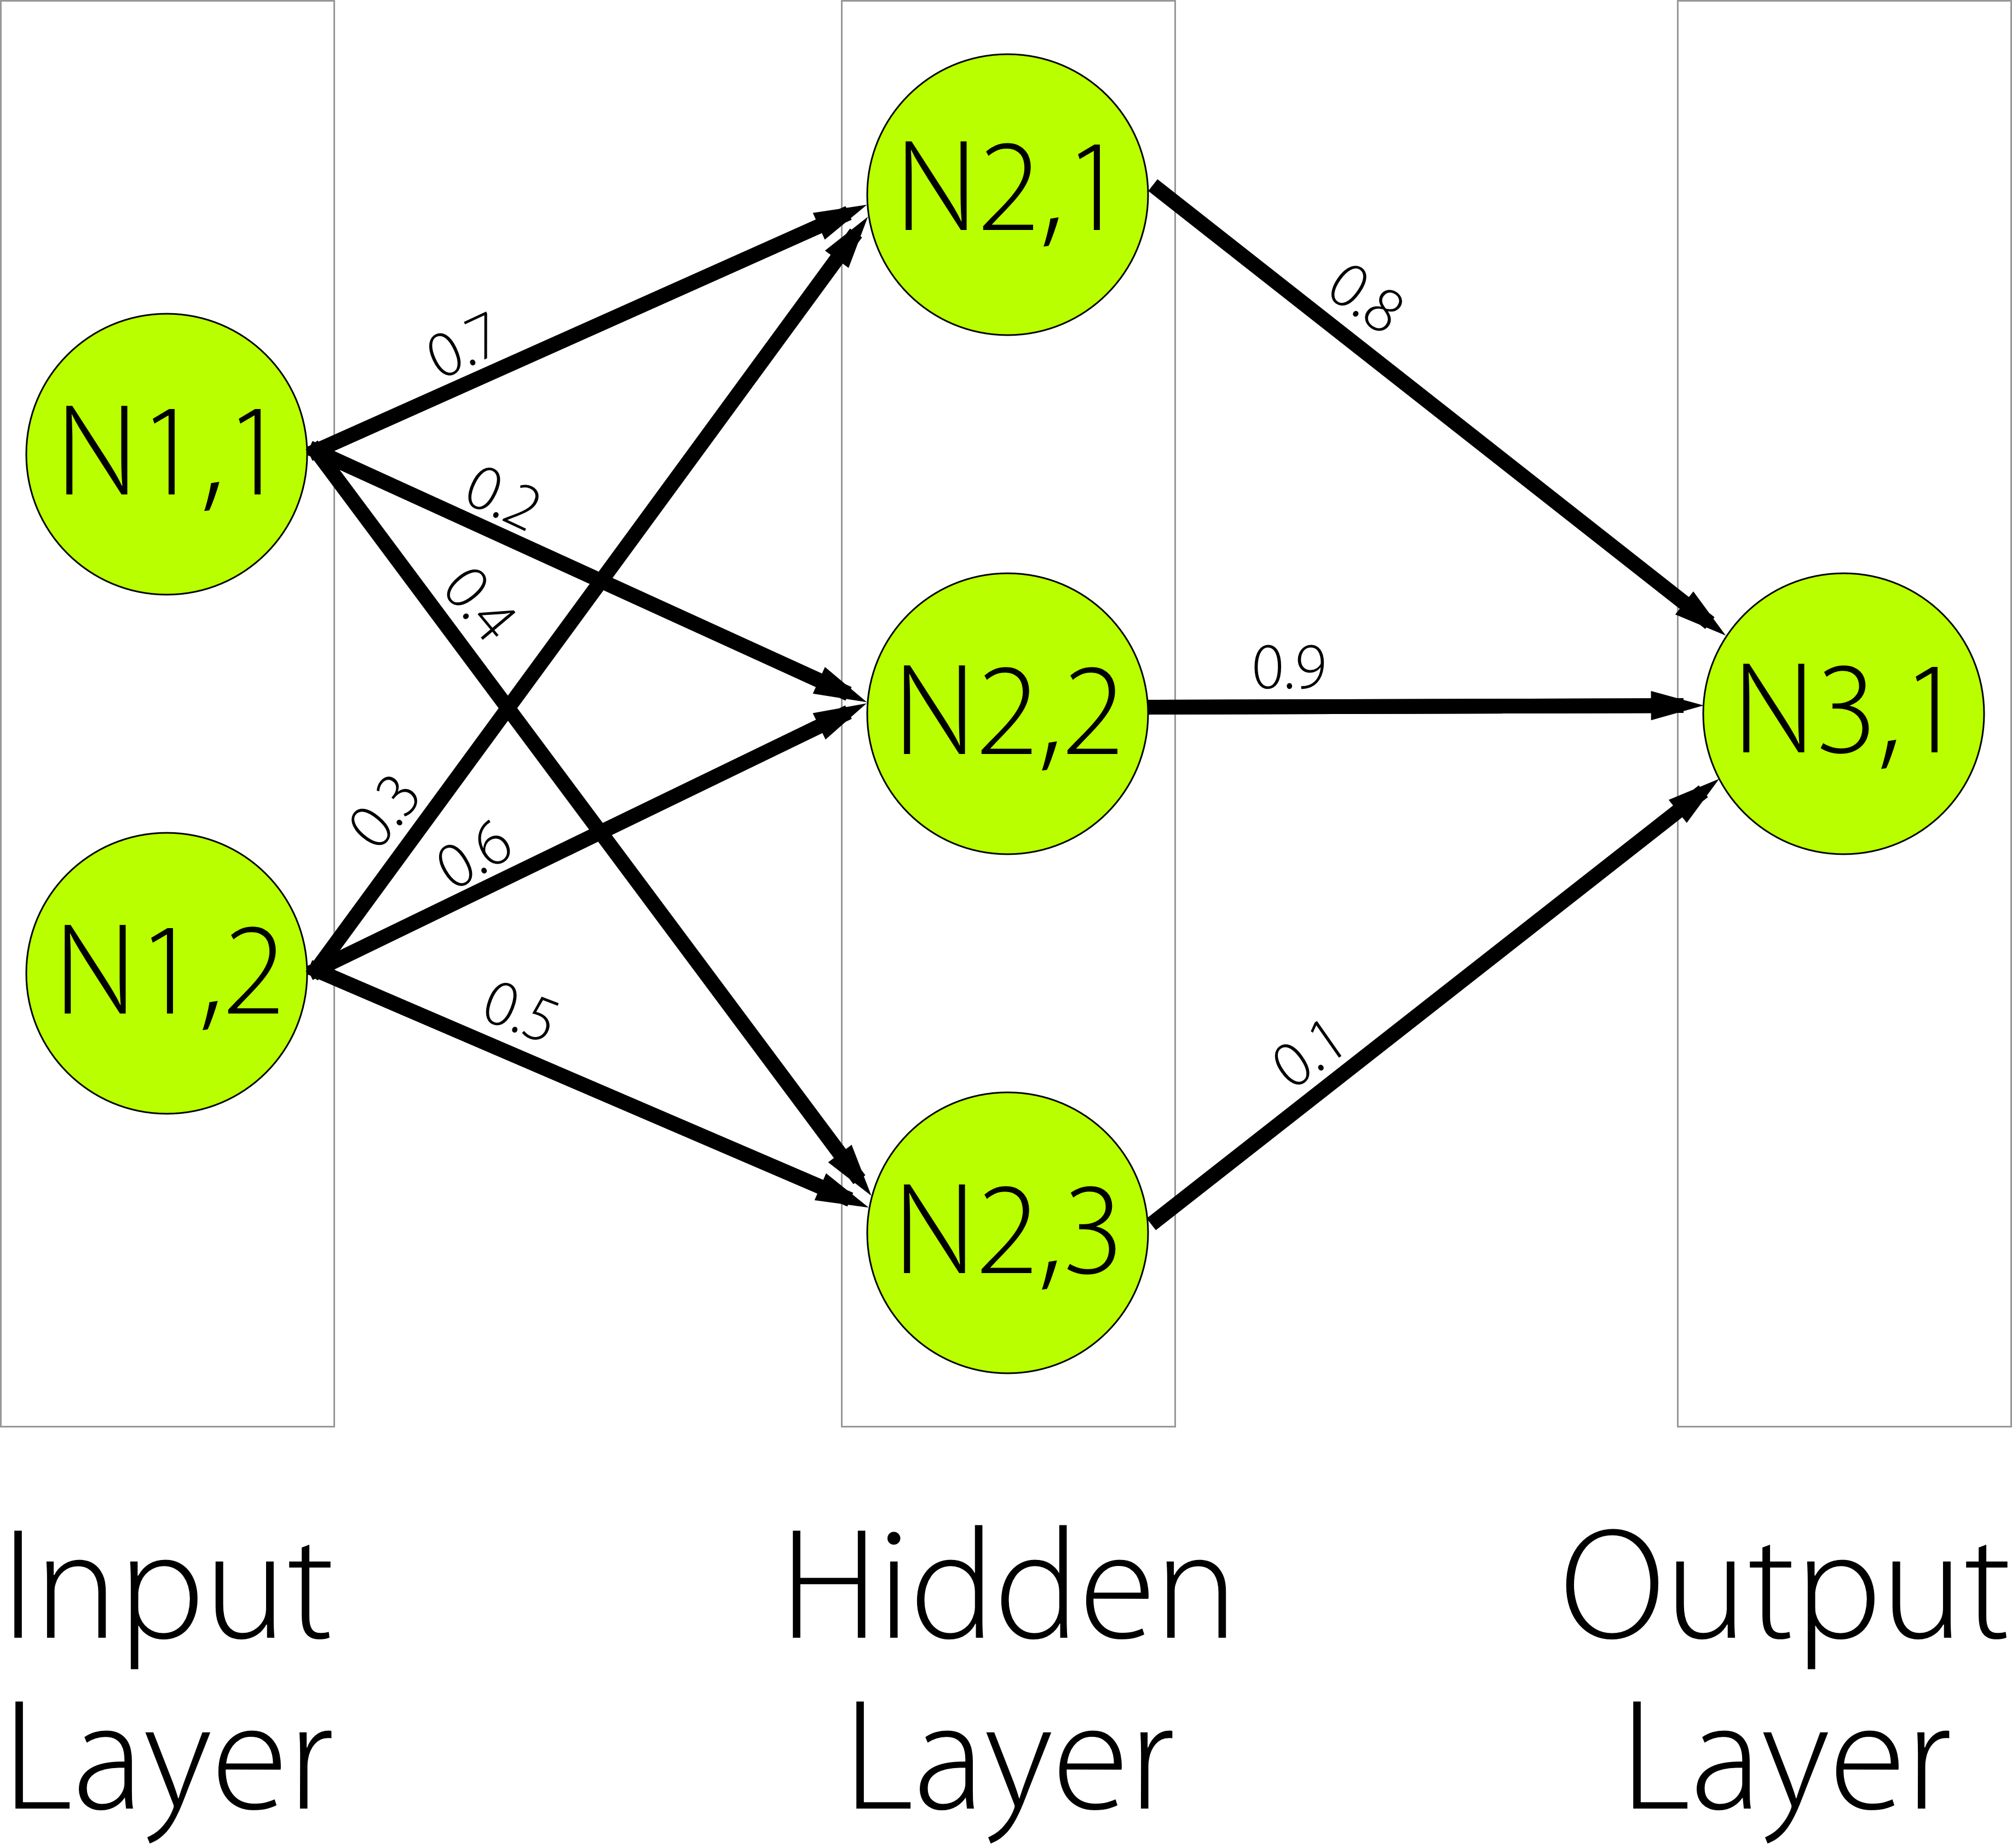 N1,1
N1,2
0.7
0.2
0.4
0.3
0.6
0.5
N2,1
N2,2
N2,3
0.8
0.9
0.1
N3,1
Input
Layer
Hidden
Layer
Output
Layer